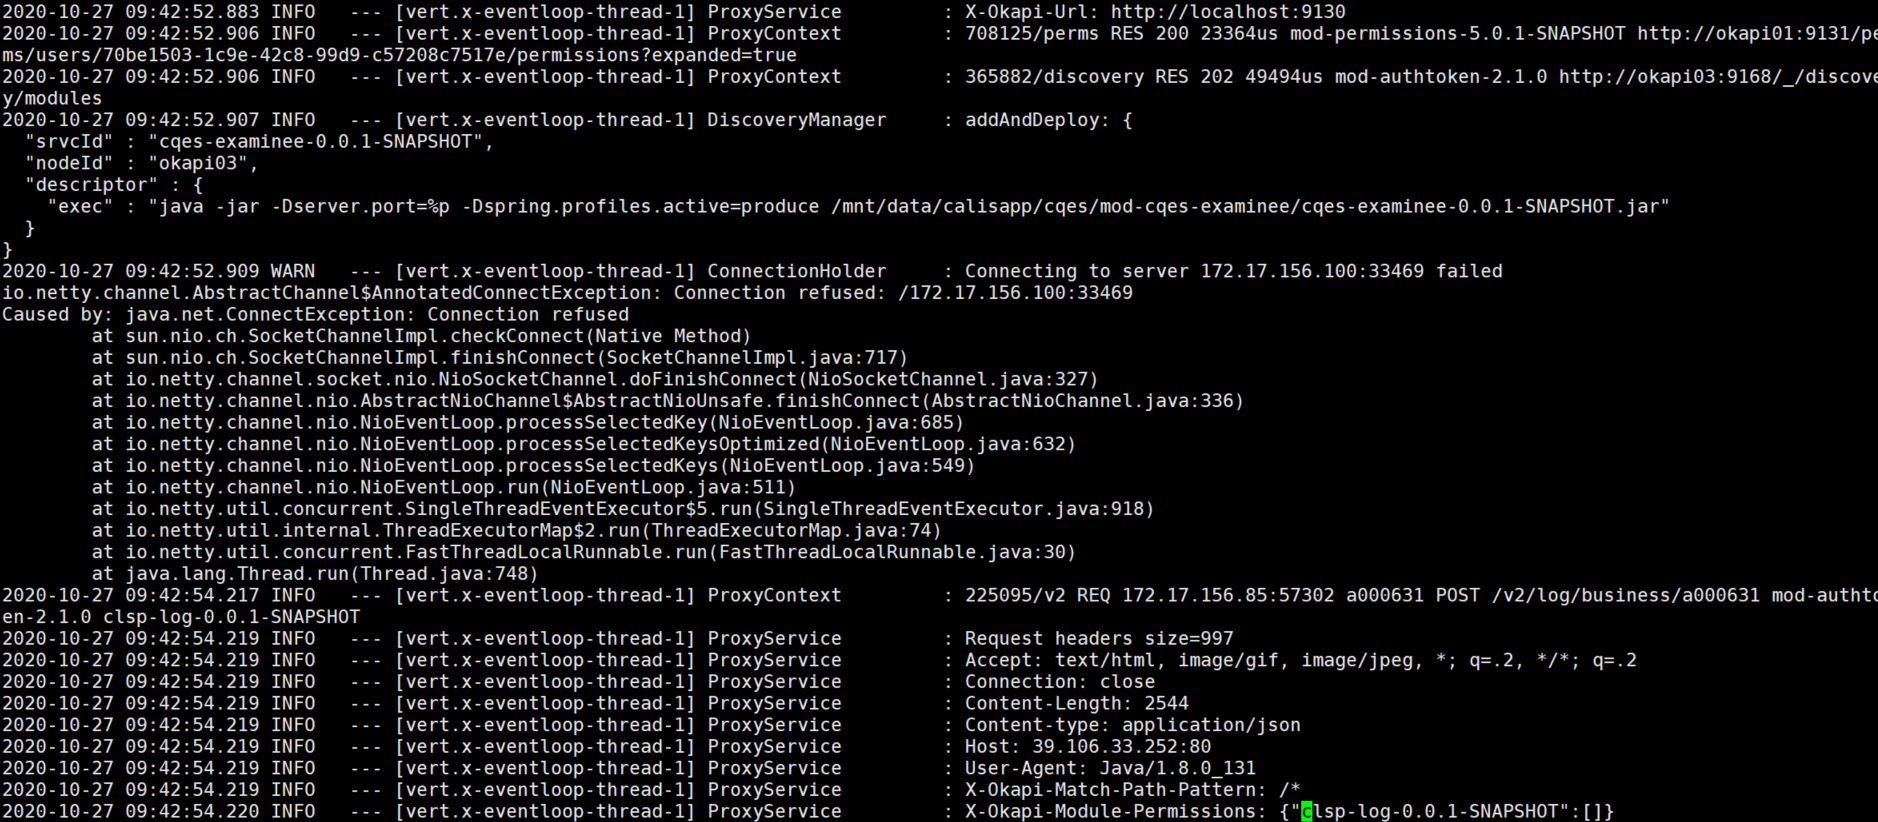 2020-10-27 09:42:52.883 INFO   --- [vert.x-eventloop-thread-1] ProxyService         : X-Okapi-Url: http://localhost:9130
2020-10-27 09:42:52.906 INFO   --- [vert.x-eventloop-thread-1] ProxyContext         : 708125/perms RES 200 23364us mod-permissions-5.0.1-SNAPSHOT http://okapi01:9131/pe
ms/users/70be1503-1c9e-42c8-99d9-c57208c7517e/permissions?expanded=true
2020-10-27 09:42:52.906 INFO   --- [vert.x-eventloop-thread-1] ProxyContext         : 365882/discovery RES 202 49494us mod-authtoken-2.1.0 http://okapi03:9168/_/discove
y/modules
2020-10-27 09:42:52.907 INFO   --- [vert.x-eventloop-thread-1] DiscoveryManager     : addAndDeploy: {
  "srvcId" : "cqes-examinee-0.0.1-SNAPSHOT",
  "nodeId" : "okapi03",
  "descriptor" : {
    "exec" : "java -jar -Dserver.port=%p -Dspring.profiles.active=produce /mnt/data/calisapp/cqes/mod-cqes-examinee/cqes-examinee-0.0.1-SNAPSHOT.jar"
  }
}
2020-10-27 09:42:52.909 WARN   --- [vert.x-eventloop-thread-1] ConnectionHolder     : Connecting to server 172.17.156.100:33469 failed
io.netty.channel.AbstractChannel$AnnotatedConnectException: Connection refused: /172.17.156.100:33469
Caused by: java.net.ConnectException: Connection refused
        at sun.nio.ch.SocketChannelImpl.checkConnect(Native Method)
        at sun.nio.ch.SocketChannelImpl.finishConnect(SocketChannelImpl.java:717)
        at io.netty.channel.socket.nio.NioSocketChannel.doFinishConnect(NioSocketChannel.java:327)
        at io.netty.channel.nio.AbstractNioChannel$AbstractNioUnsafe.finishConnect(AbstractNioChannel.java:336)
        at io.netty.channel.nio.NioEventLoop.processSelectedKey(NioEventLoop.java:685)
        at io.netty.channel.nio.NioEventLoop.processSelectedKeysOptimized(NioEventLoop.java:632)
        at io.netty.channel.nio.NioEventLoop.processSelectedKeys(NioEventLoop.java:549)
        at io.netty.channel.nio.NioEventLoop.run(NioEventLoop.java:511)
        at io.netty.util.concurrent.SingleThreadEventExecutor$5.run(SingleThreadEventExecutor.java:918)
        at io.netty.util.internal.ThreadExecutorMap$2.run(ThreadExecutorMap.java:74)
        at io.netty.util.concurrent.FastThreadLocalRunnable.run(FastThreadLocalRunnable.java:30)
        at java.lang.Thread.run(Thread.java:748)
2020-10-27 09:42:54.217 INFO   --- [vert.x-eventloop-thread-1] ProxyContext         : 225095/v2 REQ 172.17.156.85:57302 a000631 POST /v2/log/business/a000631 mod-authto
en-2.1.0 clsp-log-0.0.1-SNAPSHOT
2020-10-27 09:42:54.219 INFO   --- [vert.x-eventloop-thread-1] ProxyService         : Request headers size=997
2020-10-27 09:42:54.219 INFO   --- [vert.x-eventloop-thread-1] ProxyService         : Accept: text/html, image/gif, image/jpeg, *; q=.2, */*; q=.2
2020-10-27 09:42:54.219 INFO   --- [vert.x-eventloop-thread-1] ProxyService         : Connection: close
2020-10-27 09:42:54.219 INFO   --- [vert.x-eventloop-thread-1] ProxyService         : Content-Length: 2544
2020-10-27 09:42:54.219 INFO   --- [vert.x-eventloop-thread-1] ProxyService         : Content-type: application/json
2020-10-27 09:42:54.219 INFO   --- [vert.x-eventloop-thread-1] ProxyService         : Host: 39.106.33.252:80
2020-10-27 09:42:54.219 INFO   --- [vert.x-eventloop-thread-1] ProxyService         : User-Agent: Java/1.8.0_131
2020-10-27 09:42:54.219 INFO   --- [vert.x-eventloop-thread-1] ProxyService         : X-Okapi-Match-Path-Pattern: /*
2020-10-27 09:42:54.220 INFO   --- [vert.x-eventloop-thread-1] ProxyService         : X-Okapi-Module-Permissions: {"clsp-log-0.0.1-SNAPSHOT":[]}